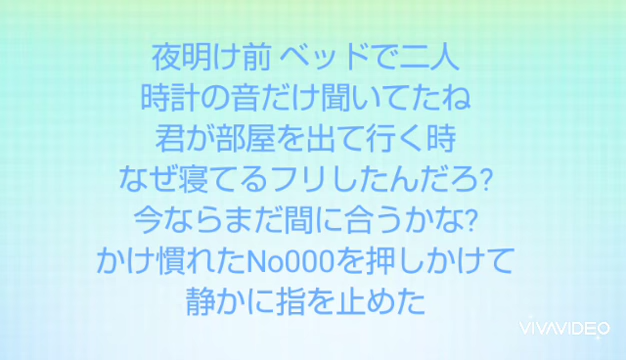 夜明け前 ベッドで二人
時計の音だけ聞いてたね
君が部屋を出て行く時
なぜ寝てるフリしたんだろ?
今ならまだ間に合うかな?
かけ慣れたNo000を押しかけて
静かに指を止めた
VIVAVIDEO